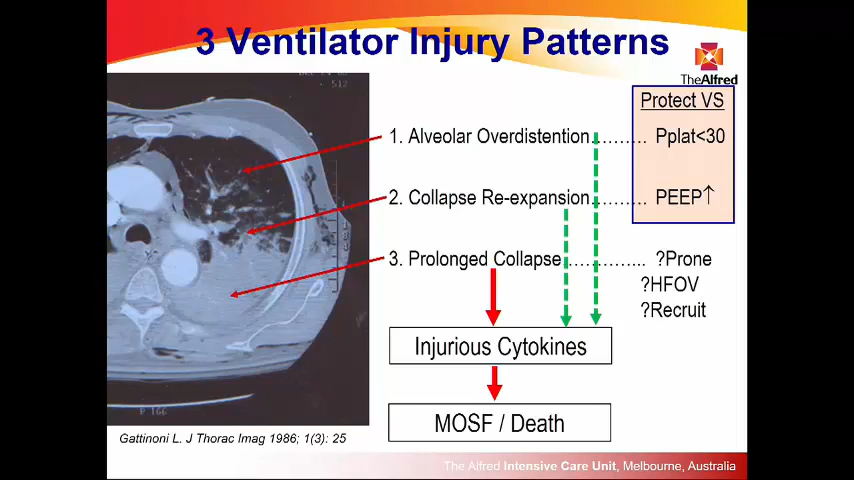 3 Ventilator Injury Patterns
TheAlfred
512
Protect VS
1. Alveolar Overdistention.......... Pplat<30
2. Collapse Re-expansion.......... PEEP↑
3. Prolonged Collapse................ ?Prone
?HFOV
?Recruit
Injurious Cytokines
MOSF / Death
P 166
Gattinoni L. J Thorac Imag 1986; 1(3): 25
The Alfred Intensive Care Unit, Melbourne, Australia